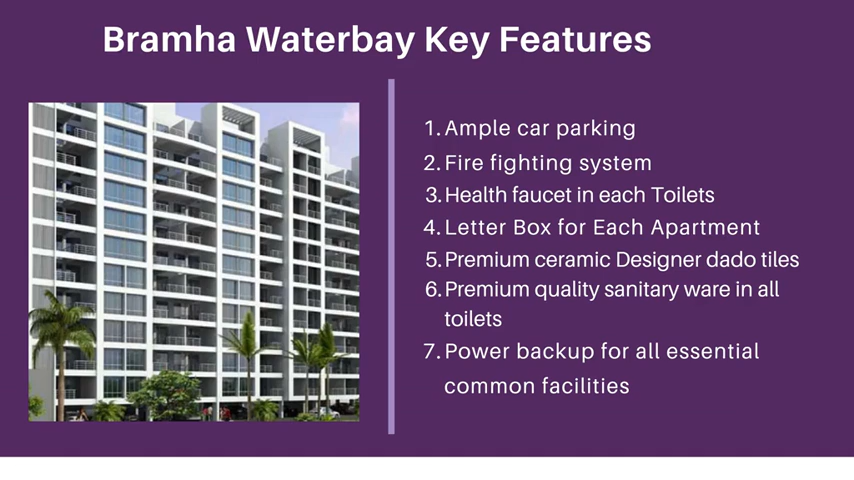 Bramha Waterbay Key Features
1. Ample car parking
2. Fire fighting system
3. Health faucet in each Toilets
4. Letter Box for Each Apartment
5. Premium ceramic Designer dado tiles
6. Premium quality sanitary ware in all
toilets
7. Power backup for all essential
common facilities